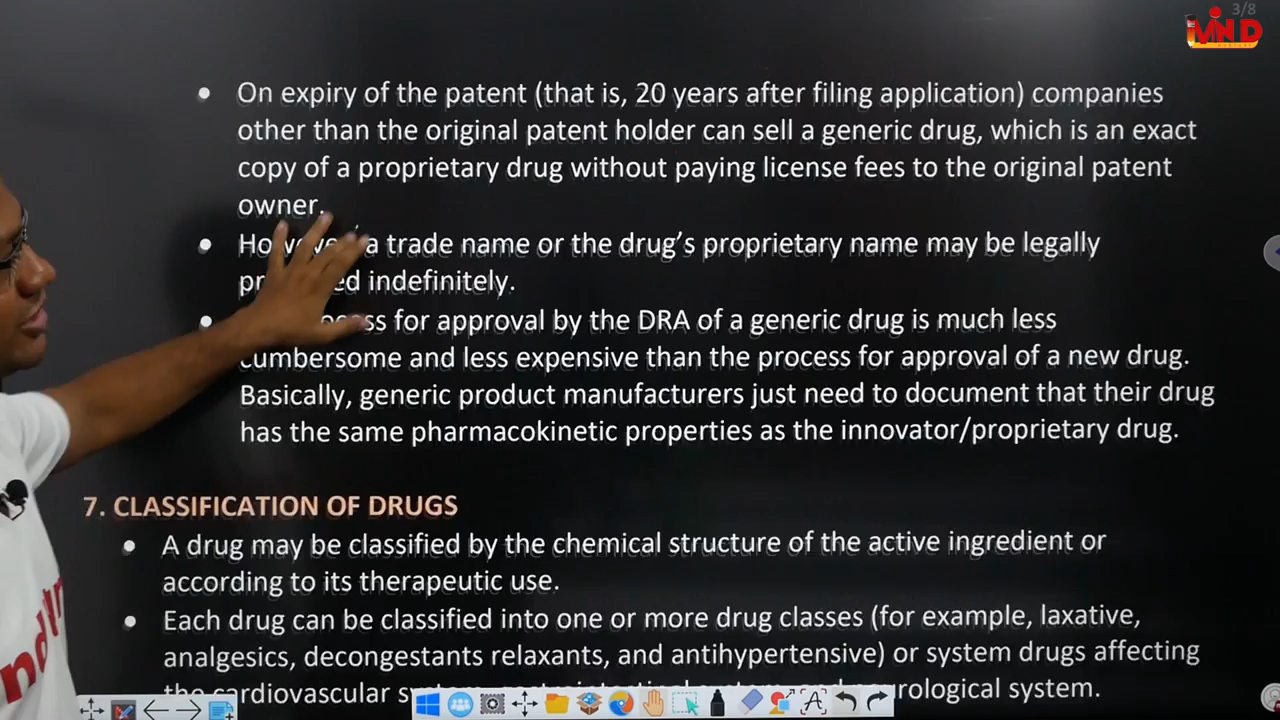 3/8
MIND
• On expiry of the patent (that is, 20 years after filing application) companies
other than the original patent holder can sell a generic drug, which is an exact
copy of a proprietary drug without paying license fees to the original patent
owner.
• However, a trade name or the drug's proprietary name may be legally
indefinitely.
• for approval by the DRA of a generic drug is much less
cumbersome and less expensive than the process for approval of a new drug.
Basically, generic product manufacturers just need to document that their drug
has the same pharmacokinetic properties as the innovator/proprietary drug.
7. CLASSIFICATION OF DRUGS
• A drug may be classified by the chemical structure of the active ingredient or
according to its therapeutic use.
• Each drug can be classified into one or more drug classes (for example, laxative,
analgesics, decongestants relaxants, and antihypertensive) or system drugs affecting
the cardiovascular system.